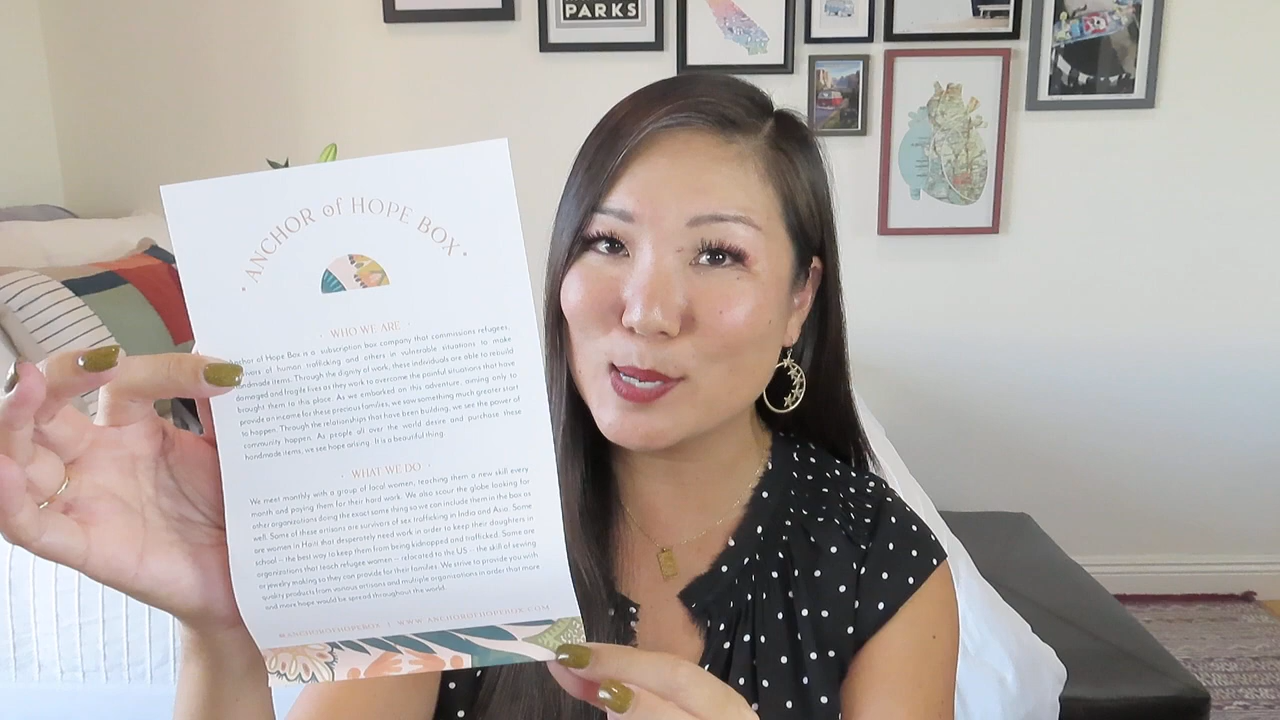 PARKS
ANCHOR of HOPE BOX
· WHO WE ARE ·
Anchor of Hope Box is a subscription box company that commissions refugees,
of human trafficking and others in vulnerable situations to make
handmade items. Through the dignity of work, these individuals are able to rebuild
damaged and fragile lives as they work to overcome the painful situations that have
brought them to this place. As we embarked on this adventure, aiming only to
provide an income for these precious families, we saw something much greater start
to happen. Through the relationships that have been building, we see the power of
community happen. As people all over the world desire and purchase these
handmade items, we see hope arising. It is a beautiful thing.
· WHAT WE DO ·
We meet monthly with a group of local women, teaching them a new skill every
month and paying them for their hard work. We also scour the globe looking for
other organizations doing the exact same thing so we can include them in the box as
well. Some of these artisans are survivors of sex trafficking in India and Asia. Some
are women in Haiti that desperately need work in order to keep their daughters in
school – the best way to keep them from being kidnapped and trafficked. Some are
organizations that teach refugee women – relocated to the US – the skill of sewing
or jewelry making so they can provide for their families. We strive to provide you with
quality products from various artisans and multiple organizations in order that more
and more hope would be spread throughout the world.
@ANCHOROFHOPEBOX | WWW.ANCHOROFHOPEBOX.COM